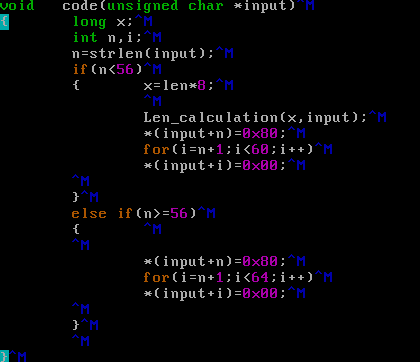 void code(unsigned char *input)^M
{ long x;^M
int n,i;^M
n=strlen(input);^M
if(n<56)^M
{ x=len*8;^M
^M
Len_calculation(x,input);^M
*(input+n)=0x80;^M
for(i=n+1;i<60;i++)^M
*(input+i)=0x00;^M
^M
}^M
else if(n>=56)^M
{ ^M
^M
*(input+n)=0x80;^M
for(i=n+1;i<64;i++)^M
*(input+i)=0x00;^M
^M
}^M
^M
}^M